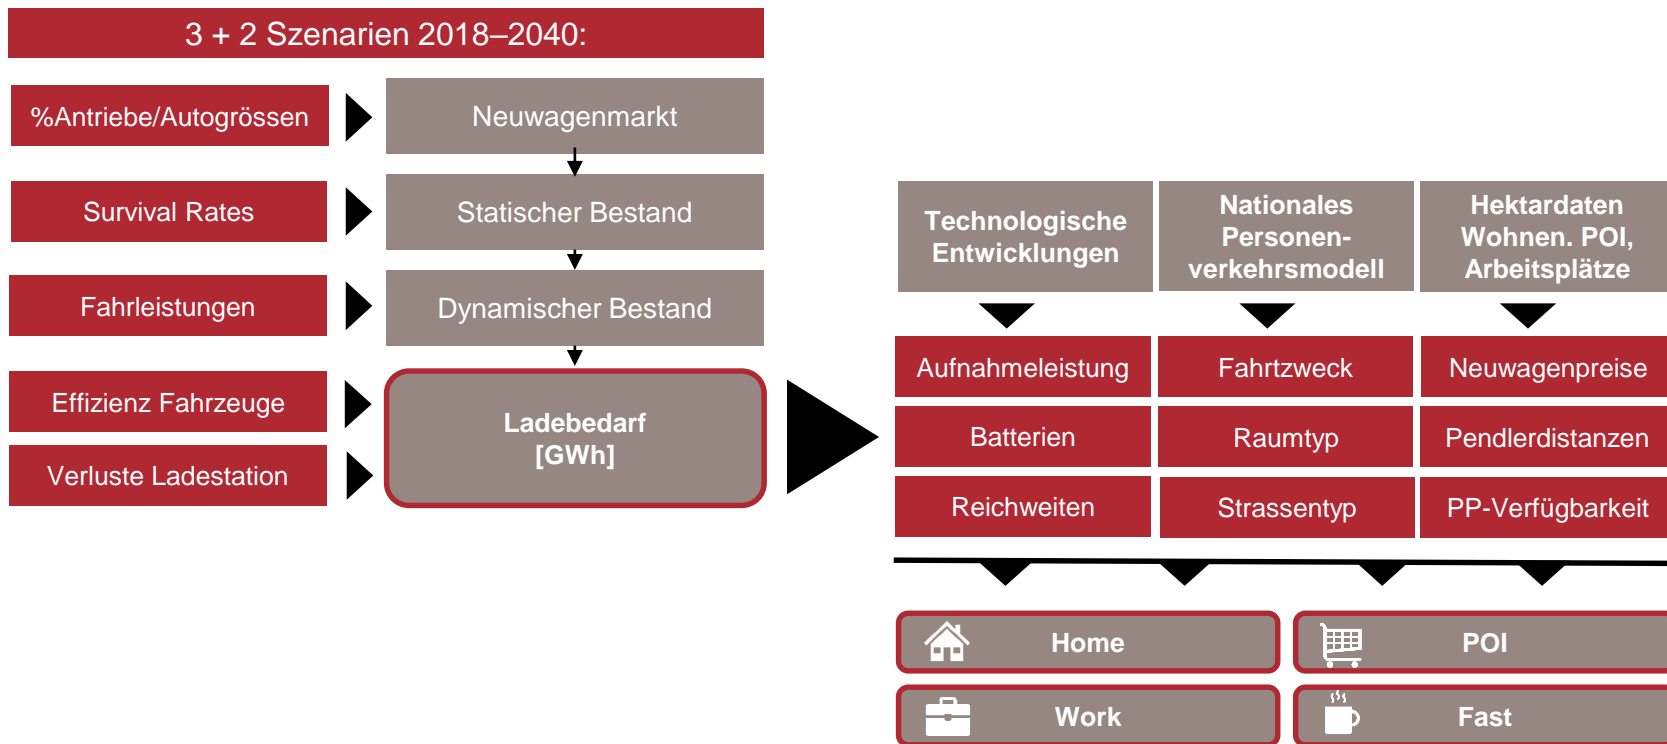 3 + 2 Szenarien 2018–2040:
%Antriebe/Autogrössen
Neuwagenmarkt
Survival Rates
Statischer Bestand
Fahrleistungen
Dynamischer Bestand
Effizienz Fahrzeuge
Verluste Ladestation
Ladebedarf
[GWh]
Technologische
Entwicklungen
Nationales
Personen-
verkehrsmodell
Hektardaten
Wohnen. POI,
Arbeitsplätze
Aufnahmeleistung
Fahrtzweck
Neuwagenpreise
Batterien
Raumtyp
Pendlerdistanzen
Reichweiten
Strassentyp
PP-Verfügbarkeit
Home
POI
Work
Fast